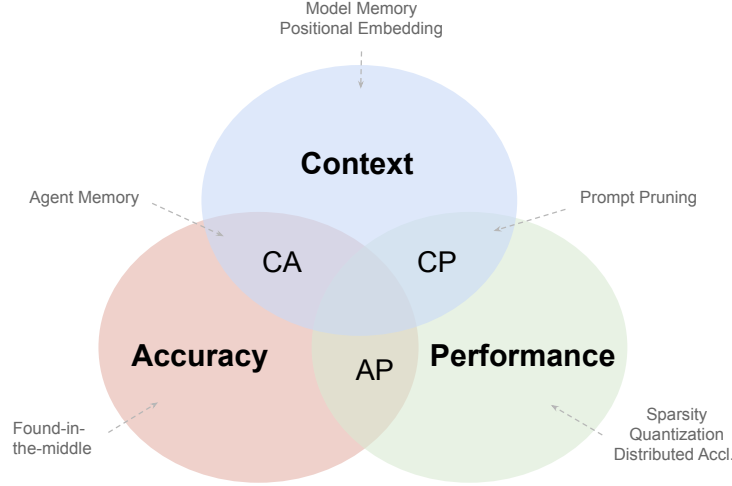 Model Memory
Positional Embedding
Context
Agent Memory
Prompt Pruning
CA
CP
Accuracy
Performance
AP
Found-in-
the-middle
Sparsity
Quantization
Distributed Accl.